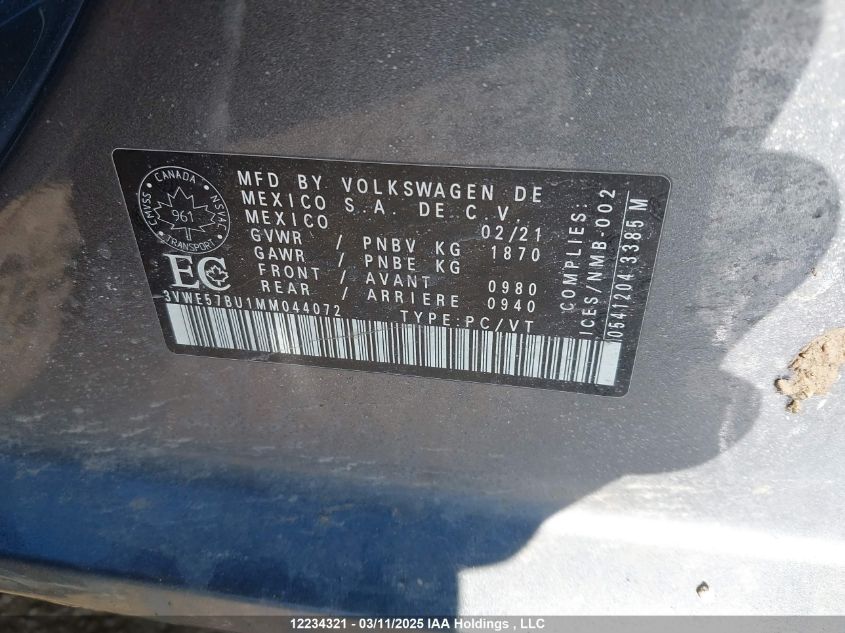 CANADA
CMVSS
NSVAC
961
TRANSPORT
EC
MFD BY VOLKSWAGEN DE
MEXICO S.A. DE C.V.
MEXICO 02/21
GVWR / PNBV KG 1870
GAWR / PNBE KG
FRONT / AVANT 0980
REAR / ARRIERE 0940
3VWE57BU1MM044072 TYPE:PC/VT
COMPLIES:
ICES/NMB-002
0541204 3385 M
12234321 - 03/11/2025 IAA Holdings , LLC